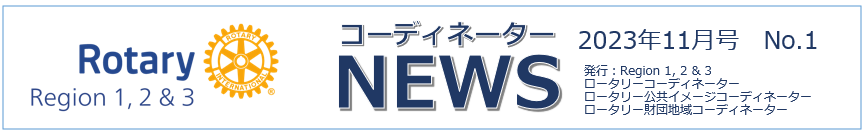 Rotary
Region 1, 2 & 3
ROTARY
INTERNATIONAL
®
コーディネーター
NEWS
2023年11月号 No.1
発行：Region 1, 2 & 3
ロータリーコーディネーター
ロータリー公共イメージコーディネーター
ロータリー財団地域コーディネーター